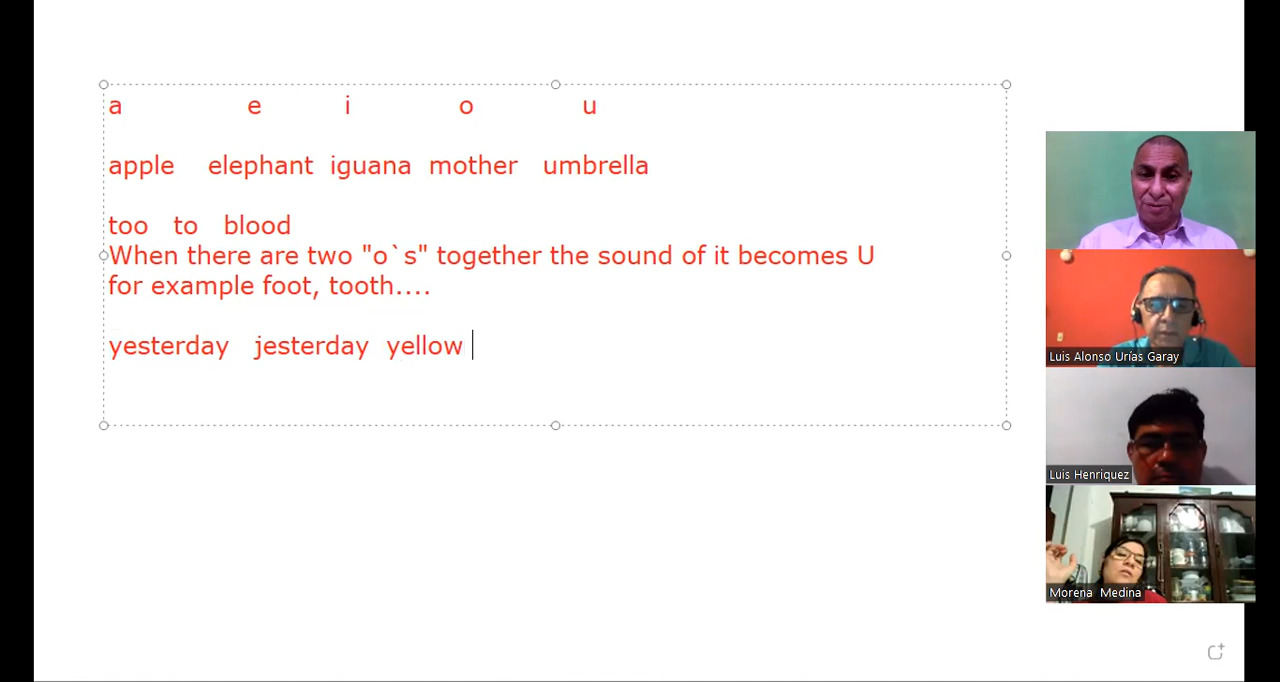 a e i o u
apple elephant iguana mother umbrella
too to blood
When there are two "o`s" together the sound of it becomes U
for example foot, tooth....
yesterday jesterday yellow
Luis Alonso Urías Garay
Luis Henriquez
Morena Medina